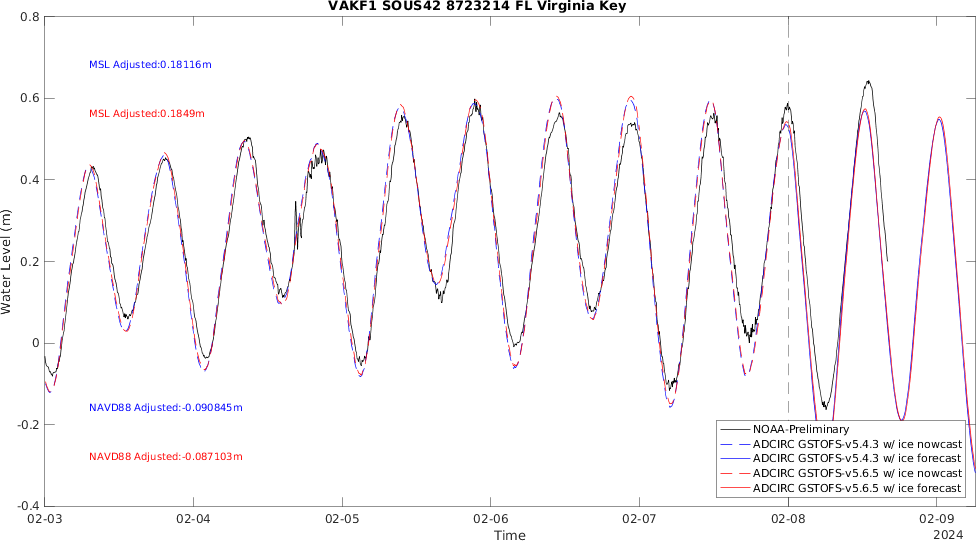 VAKF1 SOUS42 8723214 FL Virginia Key
0.8
MSL Adjusted:0.18116m
0.6
MSL Adjusted:0.1849m
0.4
Water Level (m)
0.2
0
NAVD88 Adjusted:-0.090845m
-0.2
NAVD88 Adjusted:-0.087103m
-0.4
NOAA-Preliminary
ADCIRC GSTOFS-v5.4.3 w/ ice nowcast
ADCIRC GSTOFS-v5.4.3 w/ ice forecast
ADCIRC GSTOFS-v5.6.5 w/ ice nowcast
ADCIRC GSTOFS-v5.6.5 w/ ice forecast
02-03 02-04 02-05 02-06 02-07 02-08 02-09
Time
2024